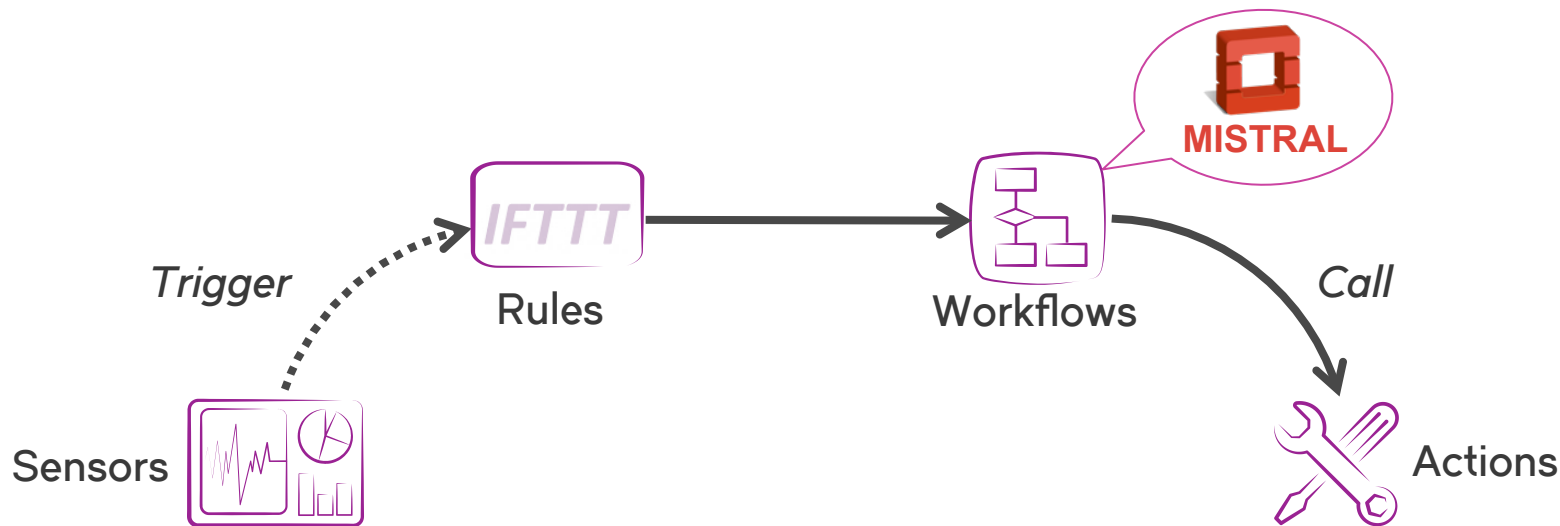 MISTRAL
IFTTT
Trigger
Call
Rules
Workflows
Sensors
Actions